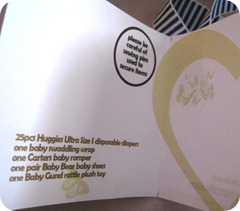 please be
careful of
sewing pins
used to
secure items
25pcs Huggies Ultra Size 1 disposable diapers
one baby swaddling wrap
one Carters baby romper
one pair Baby Bear baby shoes
one Baby Gund rattle plush toy